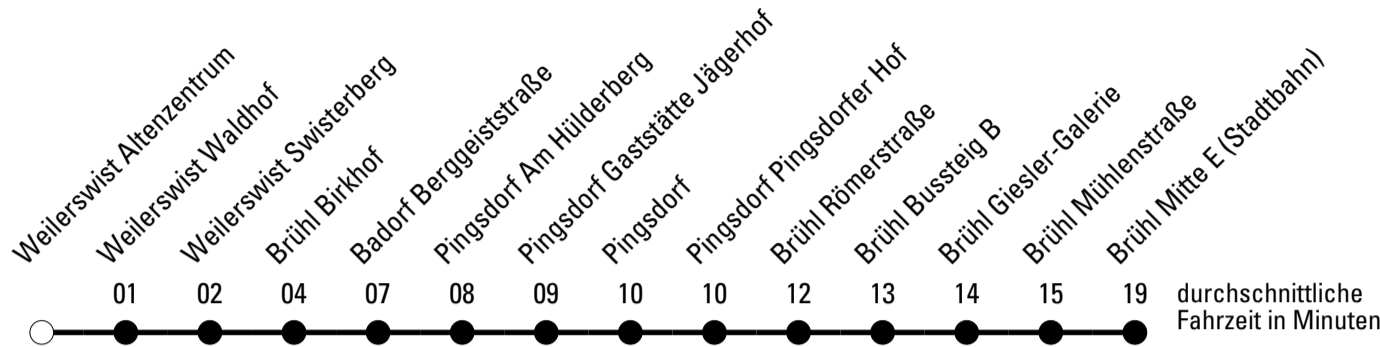 Weilerswist Altenzentrum
Weilerswist Waldhof
Weilerswist Swisterberg
Brühl Birkhof
Badorf Berggeiststraße
Pingsdorf Am Hülderberg
Pingsdorf Gaststätte Jägerhof
Pingsdorf
Pingsdorf Pingsdorfer Hof
Brühl Römerstraße
Brühl Bussteig B
Brühl Giesler-Galerie
Brühl Mühlenstraße
Brühl Mitte E (Stadtbahn)
01 02 04 07 08 09 10 10 12 13 14 15 19 durchschnittliche
Fahrzeit in Minuten